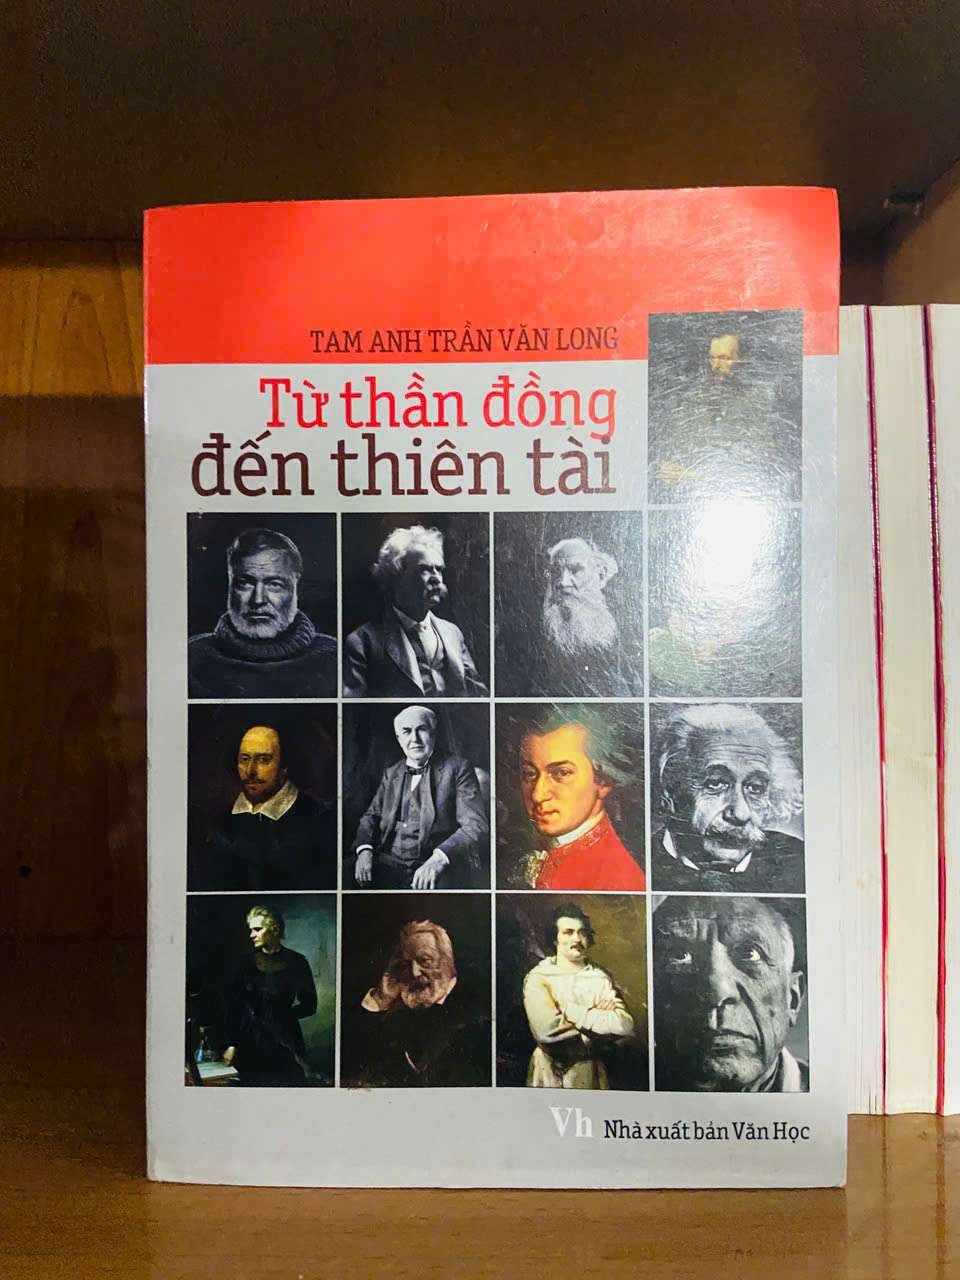 TAM ANH TRẦN VĂN LONG
Từ thần đồng
đến thiên tài
Vh Nhà xuất bản Văn Học